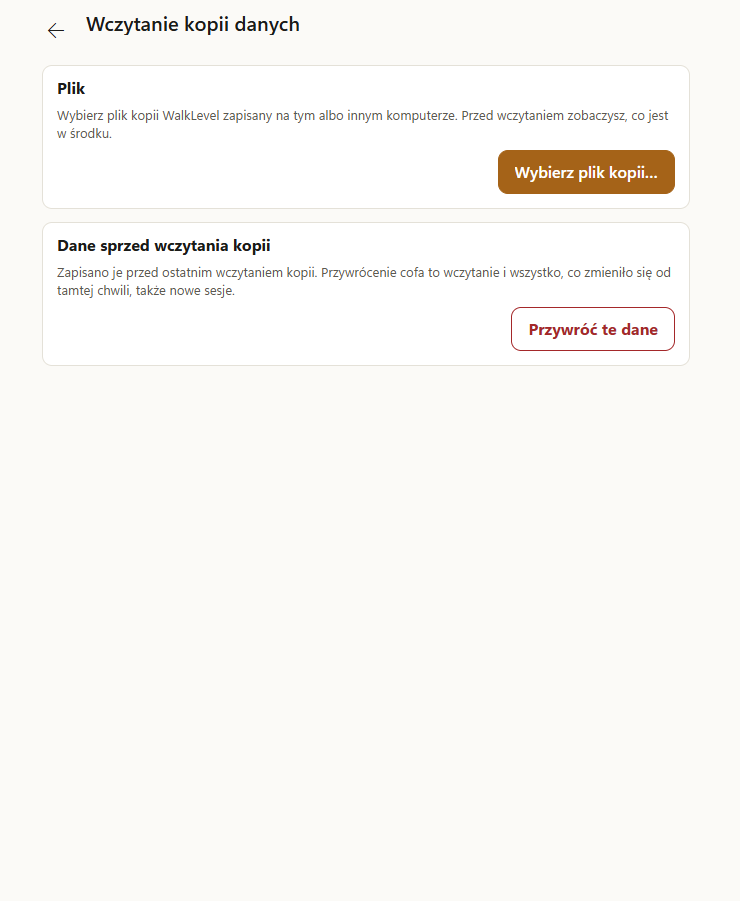 Wczytanie kopii danych
Plik
Wybierz plik kopii WalkLevel zapisany na tym albo innym komputerze. Przed wczytaniem zobaczysz, co jest
w środku.
Wybierz plik kopii...
Dane sprzed wczytania kopii
Zapisano je przed ostatnim wczytaniem kopii. Przywrócenie cofa to wczytanie i wszystko, co zmieniło się od
tamtej chwili, także nowe sesje.
Przywróć te dane